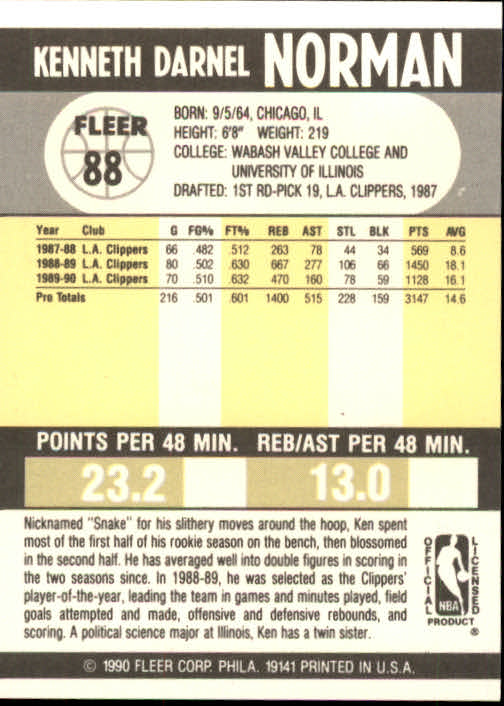 KENNETH DARNEL NORMAN
FLEER
88
BORN: 9/5/64, CHICAGO, IL
HEIGHT: 6'8" WEIGHT: 219
COLLEGE: WABASH VALLEY COLLEGE AND
UNIVERSITY OF ILLINOIS
DRAFTED: 1ST RD-PICK 19, L.A. CLIPPERS, 1987
Year Club G FG% FT% REB AST STL BLK PTS AVG
1987-88 L.A. Clippers 66 .482 .512 263 78 44 34 569 8.6
1988-89 L.A. Clippers 80 .502 .630 667 277 106 66 1450 18.1
1989-90 L.A. Clippers 70 .510 .632 470 160 78 59 1128 16.1
Pro Totals 216 .501 .601 1400 515 228 159 3147 14.6
POINTS PER 48 MIN. REB/AST PER 48 MIN.
23.2 13.0
Nicknamed "Snake" for his slithery moves around the hoop, Ken spent
most of the first half of his rookie season on the bench, then blossomed
in the second half. He has averaged well into double figures in scoring in
the two seasons since. In 1988-89, he was selected as the Clippers'
player-of-the-year, leading the team in games and minutes played, field
goals attempted and made, offensive and defensive rebounds, and
scoring. A political science major at Illinois, Ken has a twin sister.
OFFICIAL
LICENSED
NBA
PRODUCT ®
© 1990 FLEER CORP. PHILA. 19141 PRINTED IN U.S.A.